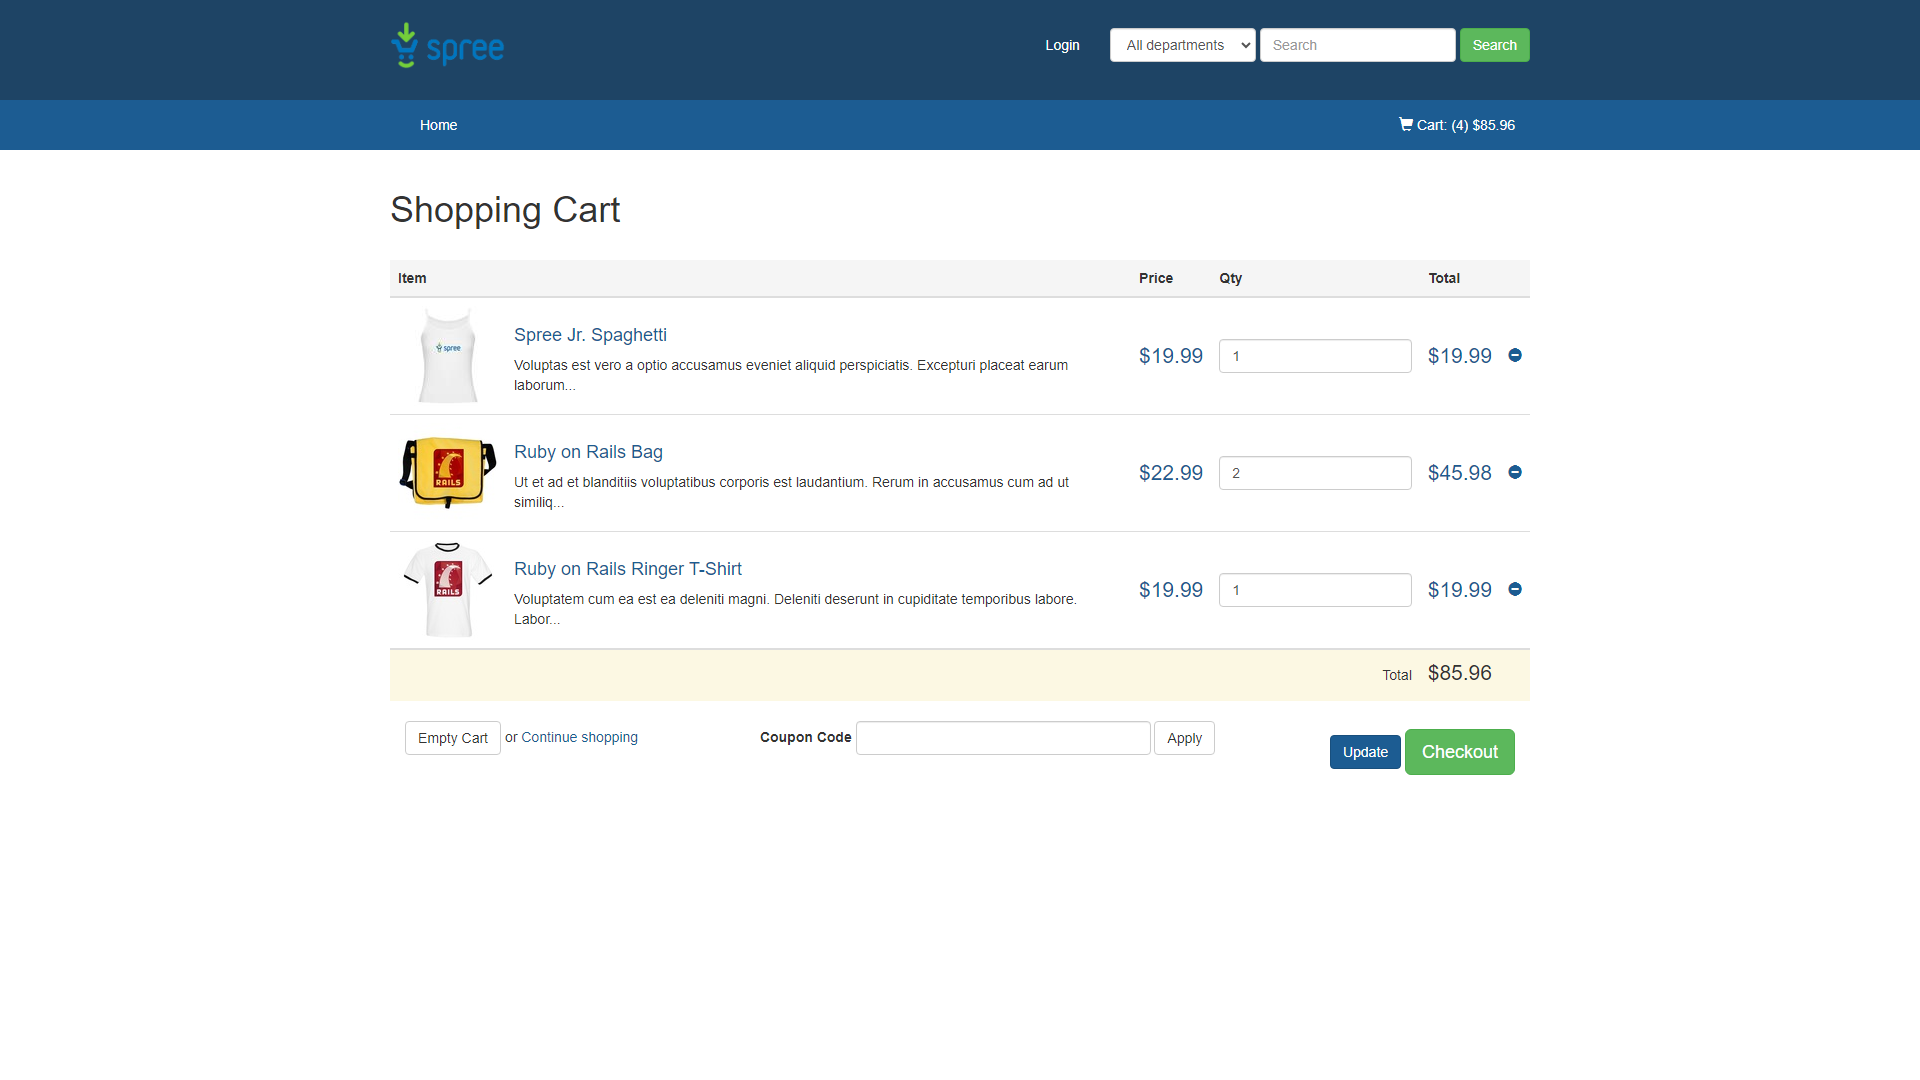 spree
Login
All departments
Search
Search
Home
Cart: (4) $85.96
Shopping Cart
Item Price Qty Total
spree
Spree Jr. Spaghetti
Voluptas est vero a optio accusamus eveniet aliquid perspiciatis. Excepturi placeat earum
laborum...
$19.99 1 $19.99
RAILS
Ruby on Rails Bag
Ut et ad et blanditiis voluptatibus corporis est laudantium. Rerum in accusamus cum ad ut
similiq...
$22.99 2 $45.98
RAILS
Ruby on Rails Ringer T-Shirt
Voluptatem cum ea est ea deleniti magni. Deleniti deserunt in cupiditate temporibus labore.
Labor...
$19.99 1 $19.99
Total $85.96
Empty Cart or Continue shopping
Coupon Code
Apply
Update
Checkout